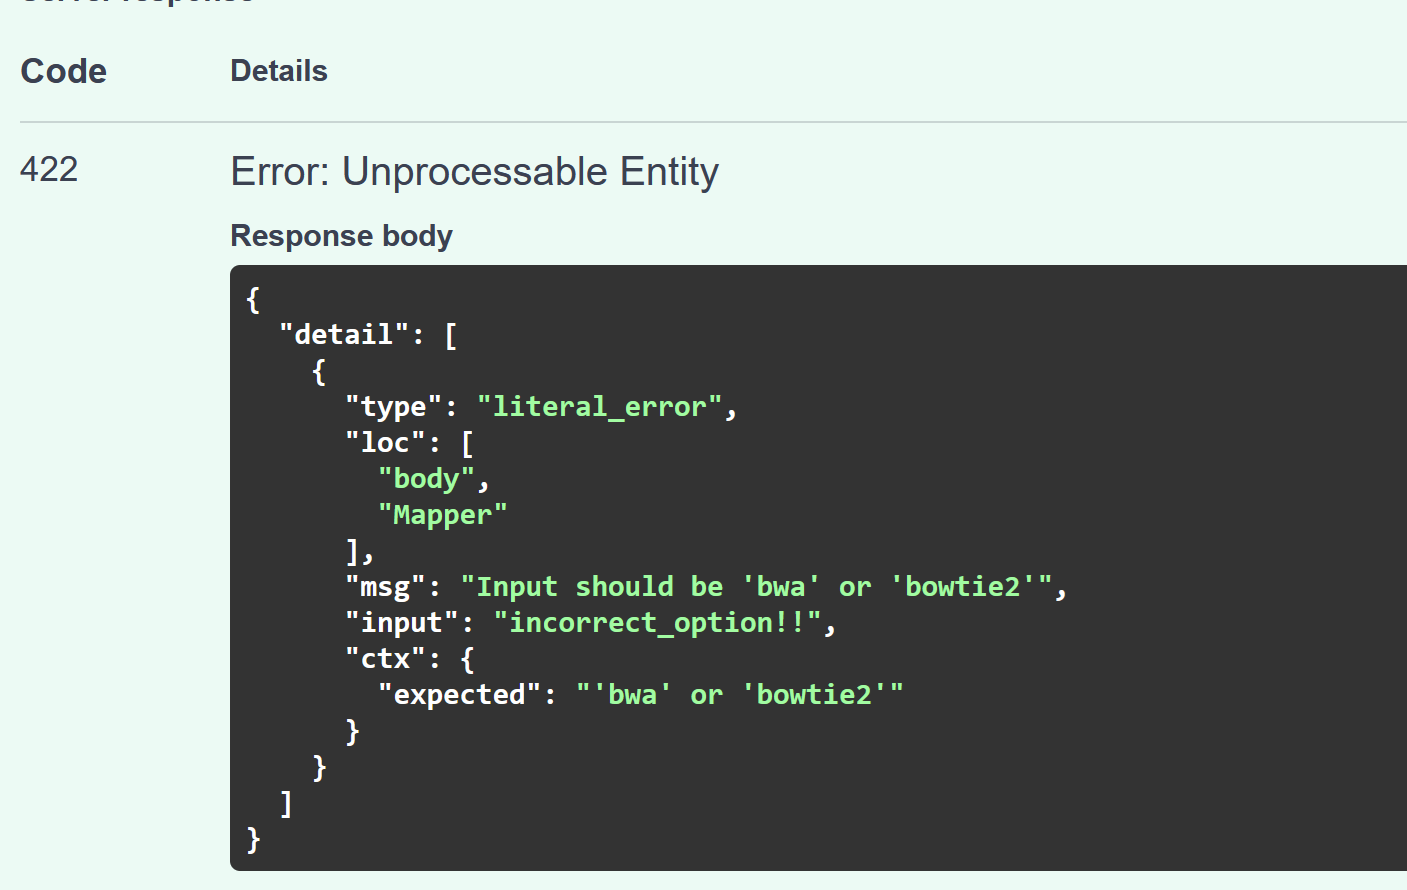 Code Details
422 Error: Unprocessable Entity
Response body
{
  "detail": [
    {
      "type": "literal_error",
      "loc": [
        "body",
        "Mapper"
      ],
      "msg": "Input should be 'bwa' or 'bowtie2'",
      "input": "incorrect_option!!",
      "ctx": {
        "expected": "'bwa' or 'bowtie2'"
      }
    }
  ]
}